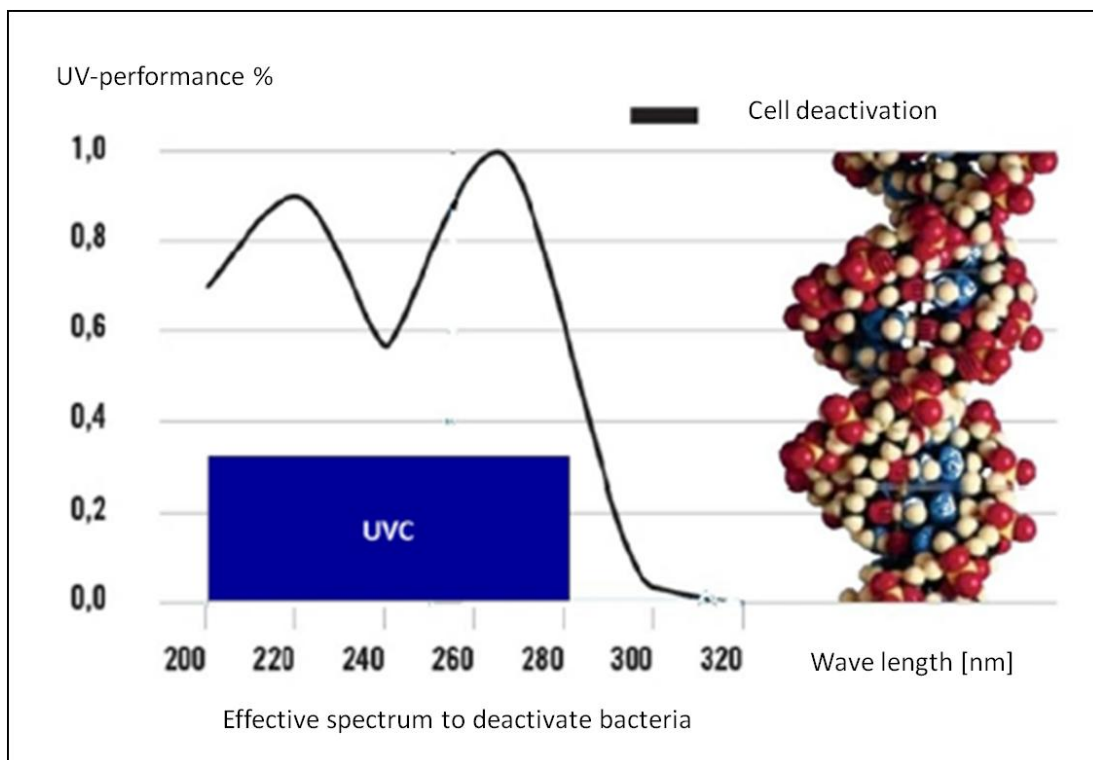 UV-performance %
Cell deactivation
1,0
0,8
0,6
0,4
0,2
0,0
UVC
200 220 240 260 280 300 320
Wave length [nm]
Effective spectrum to deactivate bacteria